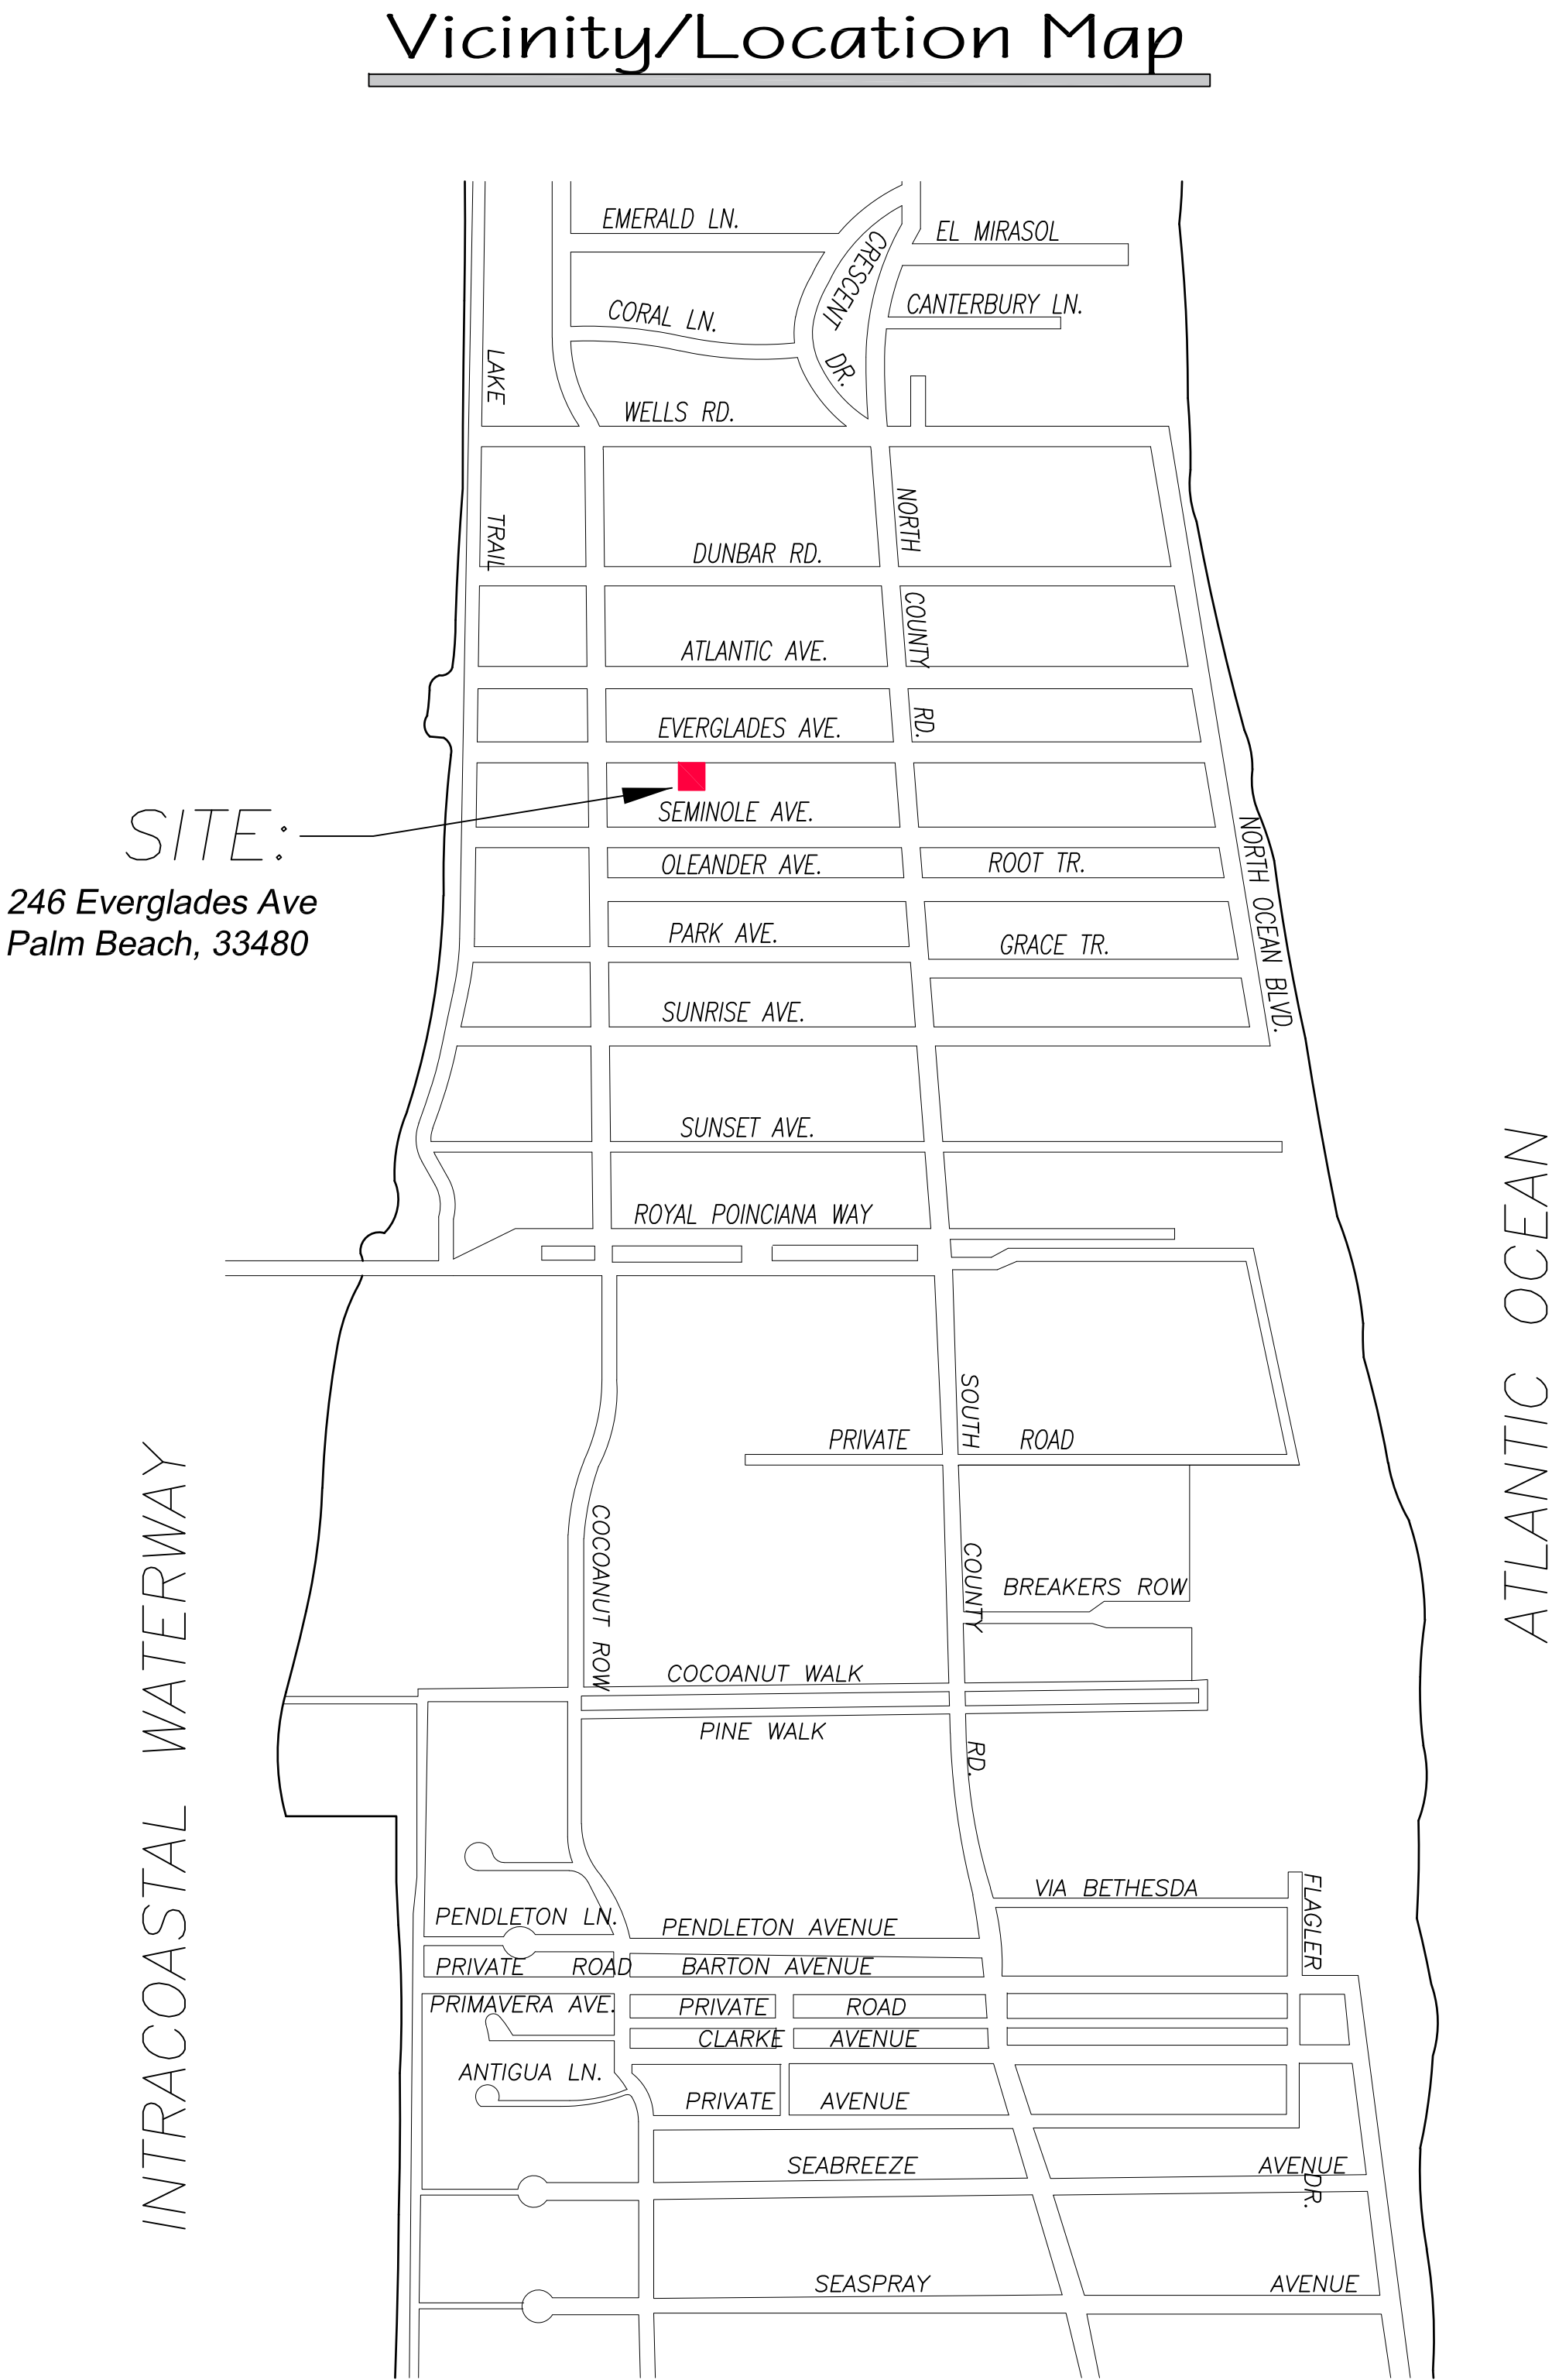 Vicinity/Location Map
EMERALD LN.
EL MIRASOL
CRESCENT DR.
CANTERBURY LN.
CORAL LN.
LAKE TRAIL
WELLS RD.
NORTH COUNTY RD.
DUNBAR RD.
ATLANTIC AVE.
EVERGLADES AVE.
SITE:
246 Everglades Ave
Palm Beach, 33480
SEMINOLE AVE.
OLEANDER AVE.
ROOT TR.
NORTH OCEAN BLVD.
PARK AVE.
GRACE TR.
SUNRISE AVE.
SUNSET AVE.
ROYAL POINCIANA WAY
ATLANTIC OCEAN
INTRACOASTAL WATERWAY
SOUTH COUNTY RD.
PRIVATE ROAD
COCOANUT ROW
BREAKERS ROW
COCOANUT WALK
PINE WALK
VIA BETHESDA
FLAGLER DR.
PENDLETON LN.
PENDLETON AVENUE
PRIVATE ROAD
BARTON AVENUE
PRIMAVERA AVE.
PRIVATE ROAD
CLARKE AVENUE
ANTIGUA LN.
PRIVATE AVENUE
SEABREEZE AVENUE
SEASPRAY AVENUE